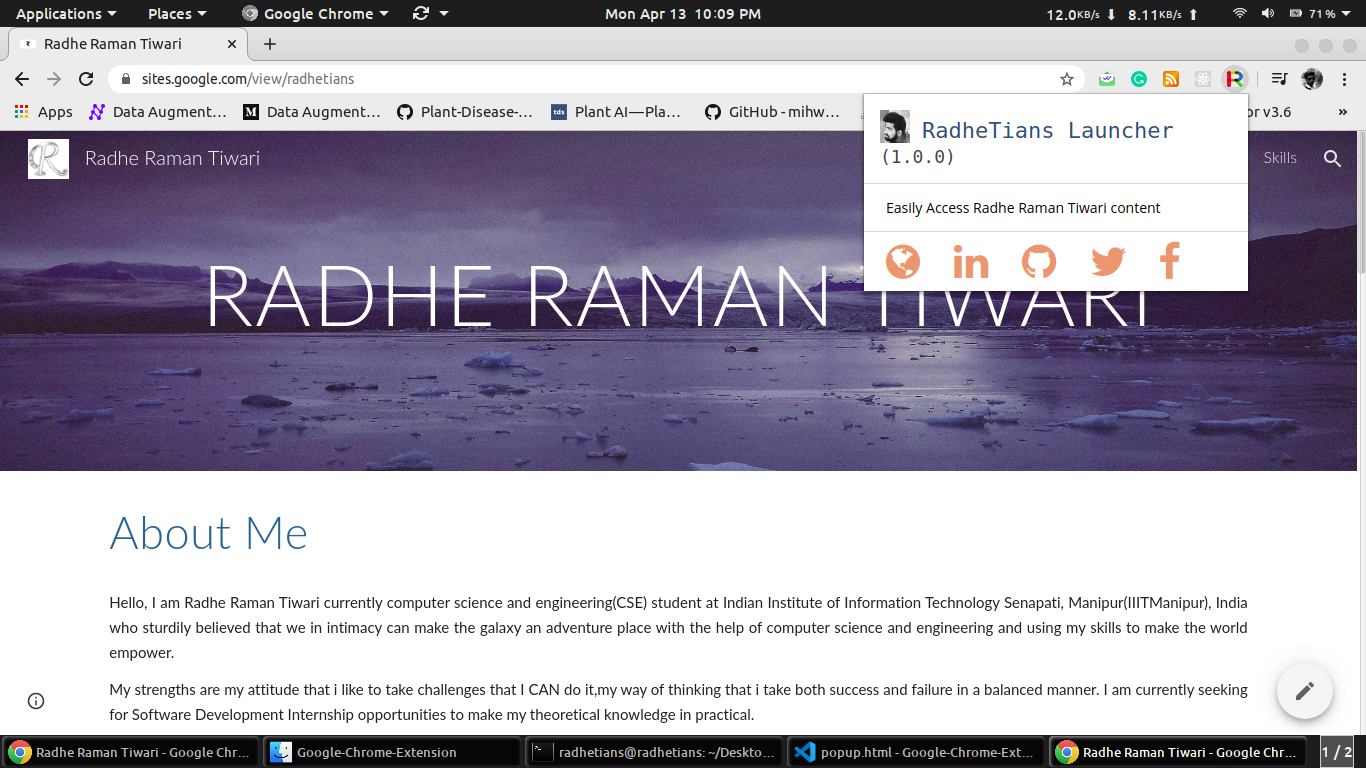 Applications Places Google Chrome Mon Apr 13 10:09 PM 12.0KB/s 8.11KB/s 71%
Radhe Raman Tiwari
sites.google.com/view/radhetians
Apps Data Augment… Data Augment… Plant-Disease-… Plant AI—Pla… GitHub - mihw… or v3.6 »
RadheTians Launcher
(1.0.0)
Easily Access Radhe Raman Tiwari content
Radhe Raman Tiwari Skills
RADHE RAMAN TIWARI
About Me
Hello, I am Radhe Raman Tiwari currently computer science and engineering(CSE) student at Indian Institute of Information Technology Senapati, Manipur(IIITManipur), India
who sturdily believed that we in intimacy can make the galaxy an adventure place with the help of computer science and engineering and using my skills to make the world
empower.
My strengths are my attitude that i like to take challenges that I CAN do it,my way of thinking that i take both success and failure in a balanced manner. I am currently seeking
for Software Development Internship opportunities to make my theoretical knowledge in practical.
Radhe Raman Tiwari - Google Chr… Google-Chrome-Extension radhetians@radhetians: ~/Deskto… popup.html - Google-Chrome-Ext… Radhe Raman Tiwari - Google Chr… 1 / 2